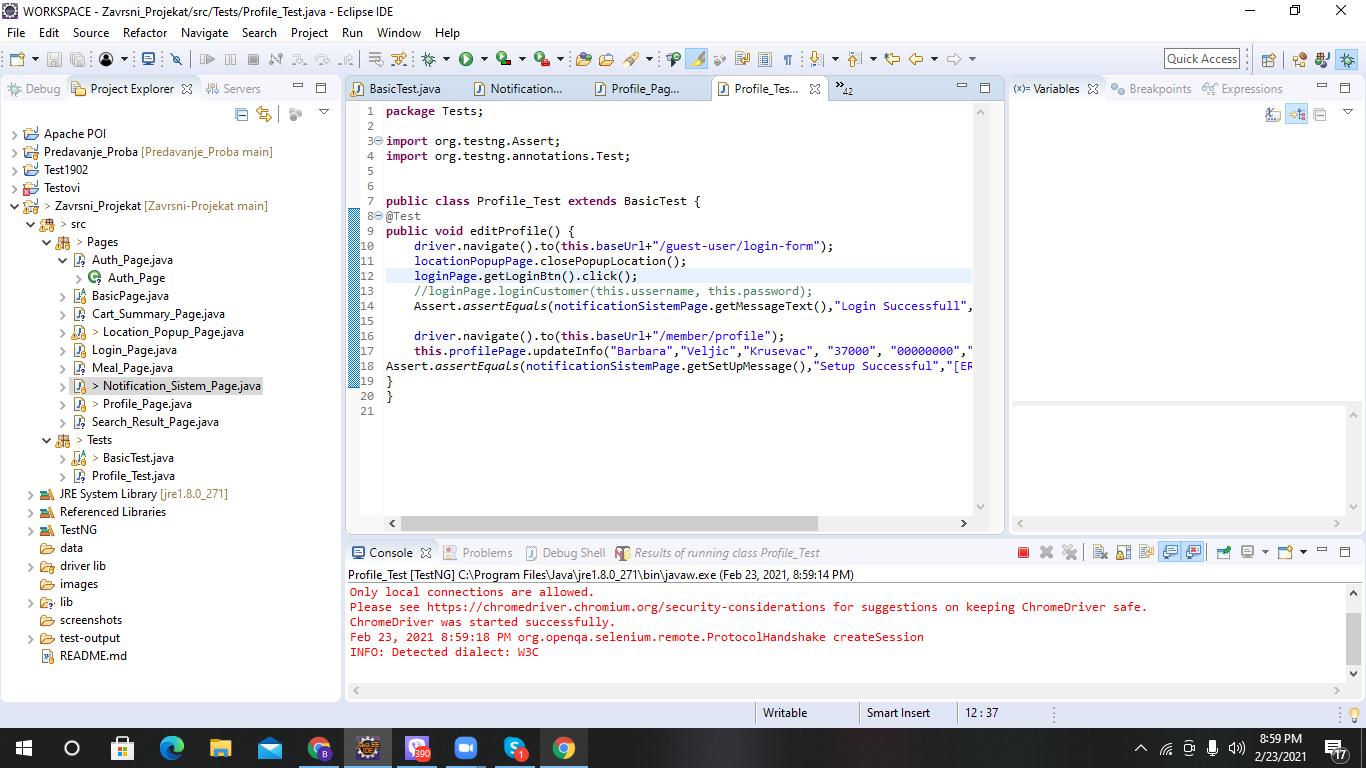 WORKSPACE - Zavrsni_Projekat/src/Tests/Profile_Test.java - Eclipse IDE
File Edit Source Refactor Navigate Search Project Run Window Help
Quick Access
Debug Project Explorer Servers
Apache POI
Predavanje_Proba [Predavanje_Proba main]
Test1902
Testovi
> Zavrsni_Projekat [Zavrsni-Projekat main]
> src
> Pages
Auth_Page.java
Auth_Page
BasicPage.java
Cart_Summary_Page.java
> Location_Popup_Page.java
Login_Page.java
Meal_Page.java
> Notification_Sistem_Page.java
> Profile_Page.java
Search_Result_Page.java
> Tests
> BasicTest.java
Profile_Test.java
JRE System Library [jre1.8.0_271]
Referenced Libraries
TestNG
data
driver lib
images
lib
screenshots
test-output
README.md
BasicTest.java Notification... Profile_Pag... Profile_Tes... »42
1 package Tests;
2
3 import org.testng.Assert;
4 import org.testng.annotations.Test;
5
6
7 public class Profile_Test extends BasicTest {
8 @Test
9 public void editProfile() {
10 driver.navigate().to(this.baseUrl+"/guest-user/login-form");
11 locationPopupPage.closePopupLocation();
12 loginPage.getLoginBtn().click();
13 //loginPage.loginCustomer(this.ussername, this.password);
14 Assert.assertEquals(notificationSistemPage.getMessageText(),"Login Successfull",
15
16 driver.navigate().to(this.baseUrl+"/member/profile");
17 this.profilePage.updateInfo("Barbara","Veljic","Krusevac", "37000", "00000000","
18 Assert.assertEquals(notificationSistemPage.getSetUpMessage(),"Setup Successful","[ER
19 }
20 }
21
(x)= Variables Breakpoints Expressions
Console Problems Debug Shell Results of running class Profile_Test
Profile_Test [TestNG] C:\Program Files\Java\jre1.8.0_271\bin\javaw.exe (Feb 23, 2021, 8:59:14 PM)
Only local connections are allowed.
Please see https://chromedriver.chromium.org/security-considerations for suggestions on keeping ChromeDriver safe.
ChromeDriver was started successfully.
Feb 23, 2021 8:59:18 PM org.openqa.selenium.remote.ProtocolHandshake createSession
INFO: Detected dialect: W3C
Writable Smart Insert 12 : 37
B
390
1
8:59 PM
2/23/2021
17